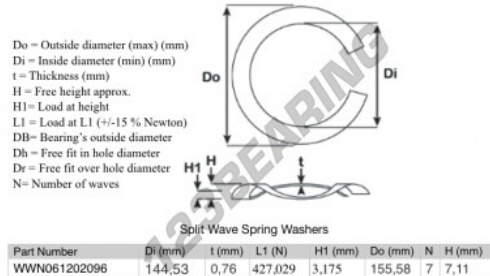 Do = Outside diameter (max) (mm)
Di = Inside diameter (min) (mm)
t = Thickness (mm)
H = Free height approx.
H1= Load at height
L1 = Load at L1 (+/-15 % Newton)
DB= Bearing's outside diameter
Dh = Free fit in hole diameter
Dr = Free fit over hole diameter
N= Number of waves
Do
Di
H1
H
t
123BEARING
Split Wave Spring Washers
Part Number Di (mm) t (mm) L1 (N) H1 (mm) Do (mm) N H (mm)
WWN061202096 144,53 0,76 427,029 3,175 155,58 7 7,11